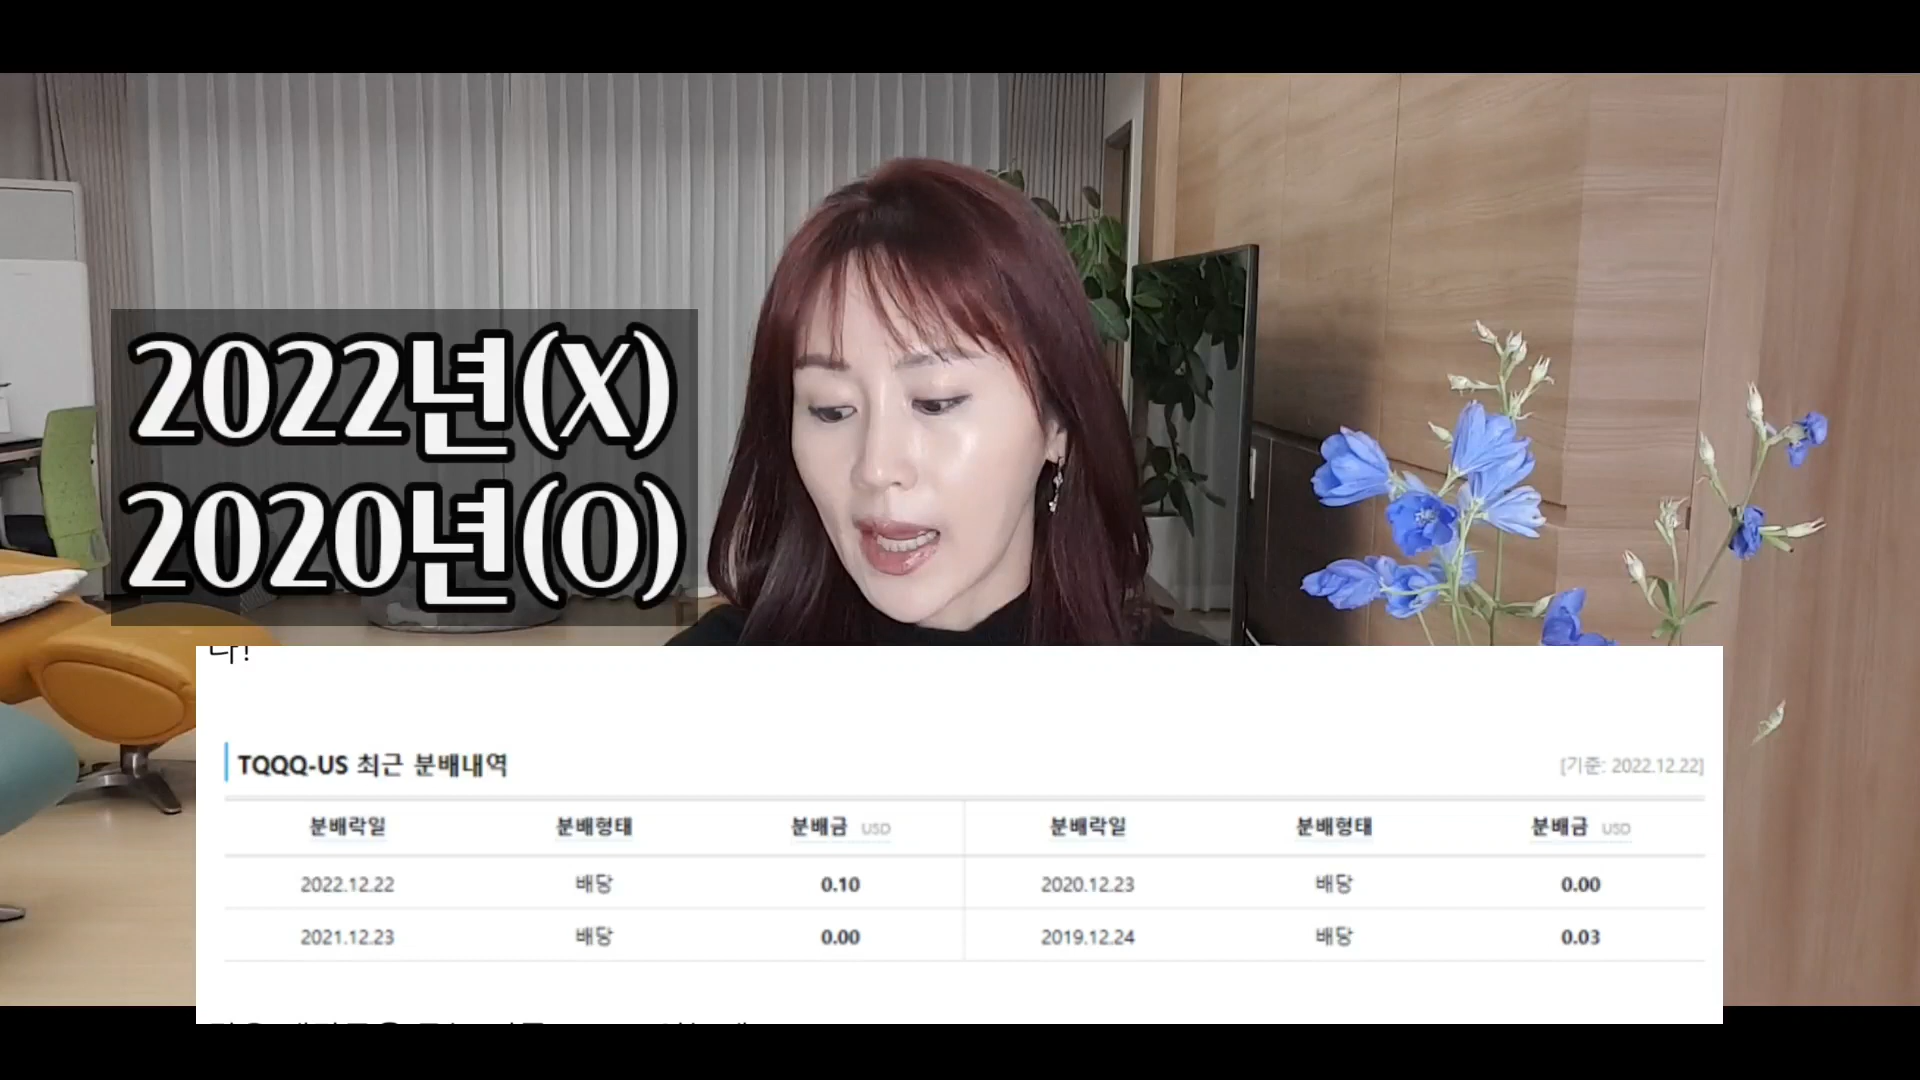 2022년(X)
2020년(O)
다!
TQQQ-US 최근 분배내역
[기준: 2022.12.22]
분배락일 분배형태 분배금 USD 분배락일 분배형태 분배금 USD
2022.12.22 배당 0.10 2020.12.23 배당 0.00
2021.12.23 배당 0.00 2019.12.24 배당 0.03